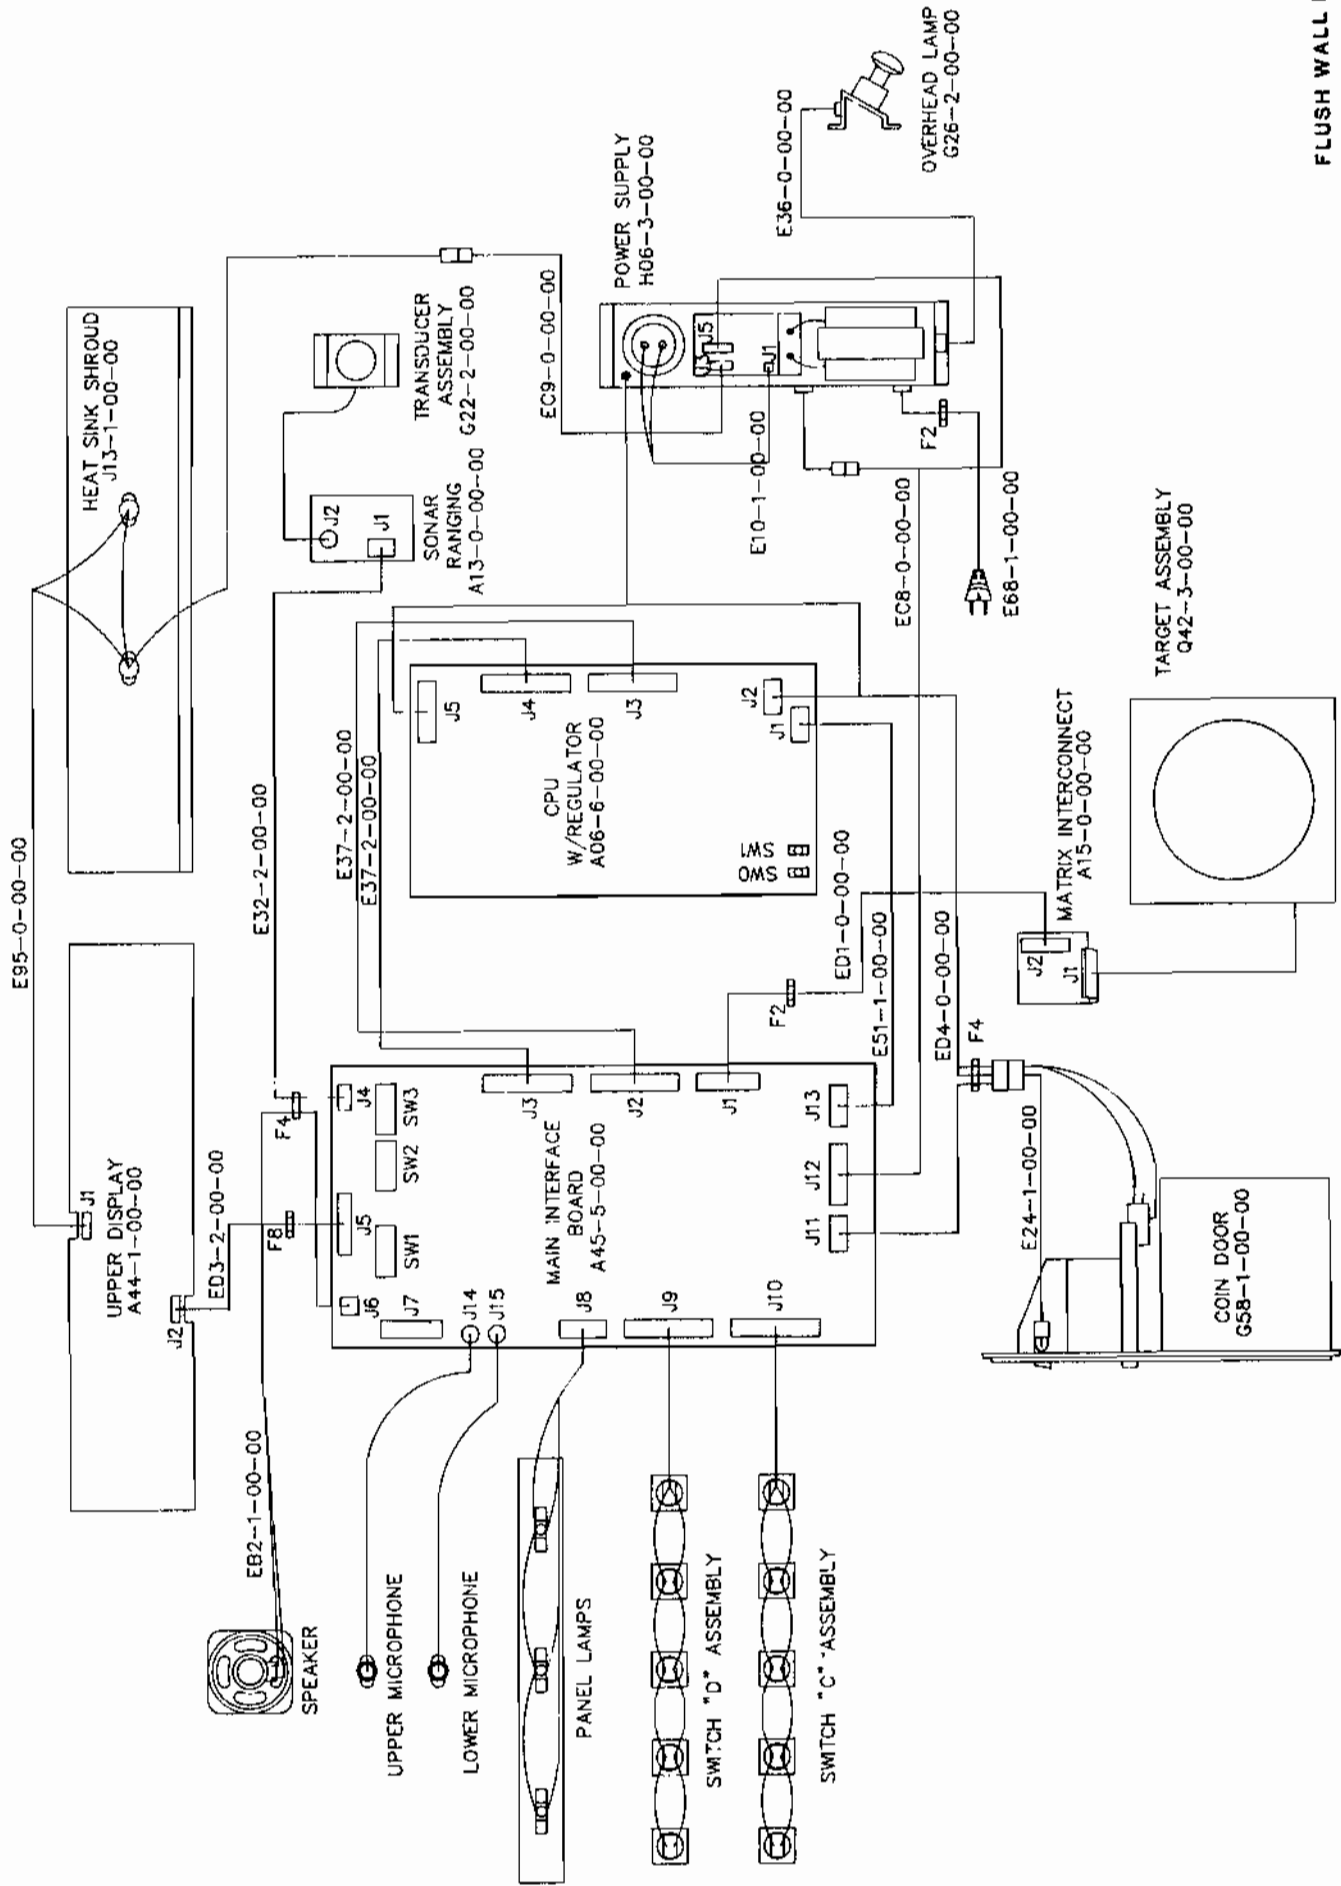 E95-0-00-00
J1
UPPER DISPLAY
A44-1-00-00
J2
HEAT SINK SHROUD
J13-1-00-00
ED3-2-00-00
EB2-1-00-00
SPEAKER
F8
F4
E32-2-00-00
J2
J1
SONAR
RANGING
A13-0-00-00
TRANSDUCER
ASSEMBLY
G22-2-00-00
E37-2-00-00
E37-2-00-00
UPPER MICROPHONE
LOWER MICROPHONE
PANEL LAMPS
SWITCH "D" ASSEMBLY
SWITCH "C" ASSEMBLY
J6
J5
J4
J7
SW1
SW2
SW3
J14
J15
J3
MAIN INTERFACE
BOARD
A45-5-00-00
J8
J2
J9
J1
J10
J11
J12
J13
J5
J4
J3
CPU
W/REGULATOR
A06-6-00-00
J2
J1
SW0
SW1
EC9-0-00-00
POWER SUPPLY
H06-3-00-00
J5
J1
E10-1-00-00
F2
E36-0-00-00
OVERHEAD LAMP
G26-2-00-00
EC8-0-00-00
E68-1-00-00
F2
ED1-0-00-00
E51-1-00-00
ED4-0-00-00
F4
E24-1-00-00
COIN DOOR
G58-1-00-00
J2
J1
MATRIX INTERCONNECT
A15-0-00-00
TARGET ASSEMBLY
Q42-3-00-00
FLUSH WALL